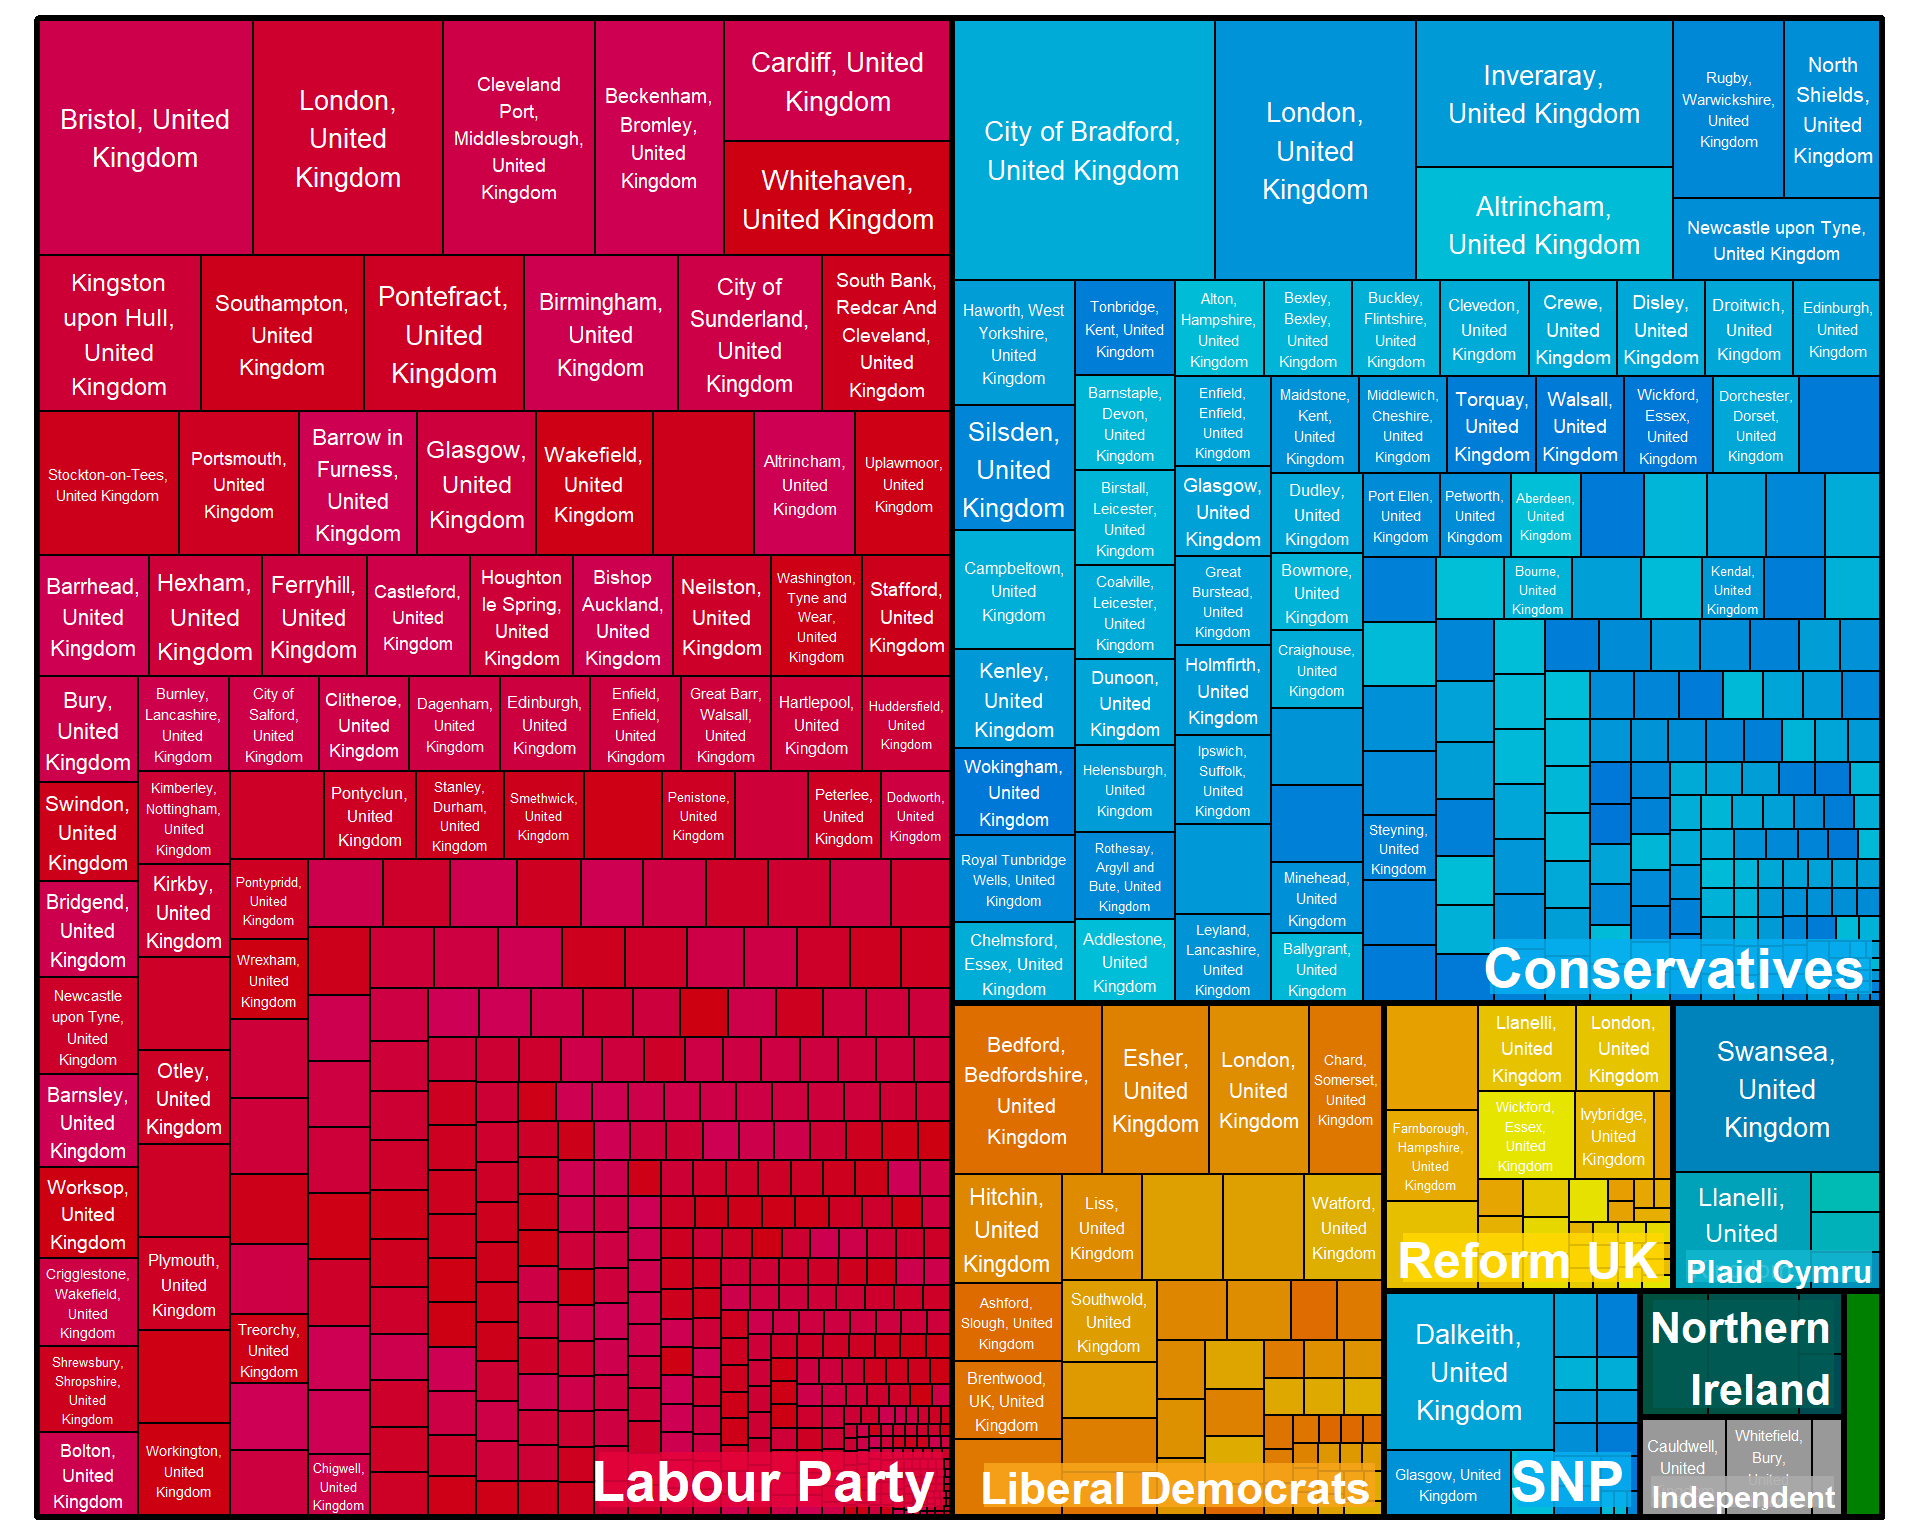 Bristol, United
Kingdom
London,
United
Kingdom
Cleveland
Port,
Middlesbrough,
United
Kingdom
Beckenham,
Bromley,
United
Kingdom
Cardiff, United
Kingdom
Whitehaven,
United Kingdom
Kingston
upon Hull,
United
Kingdom
Southampton,
United
Kingdom
Pontefract,
United
Kingdom
Birmingham,
United
Kingdom
City of
Sunderland,
United
Kingdom
South Bank,
Redcar And
Cleveland,
United
Kingdom
Stockton-on-Tees,
United Kingdom
Portsmouth,
United
Kingdom
Barrow in
Furness,
United
Kingdom
Glasgow,
United
Kingdom
Wakefield,
United
Kingdom
Altrincham,
United
Kingdom
Uplawmoor,
United
Kingdom
Barrhead,
United
Kingdom
Hexham,
United
Kingdom
Ferryhill,
United
Kingdom
Castleford,
United
Kingdom
Houghton
le Spring,
United
Kingdom
Bishop
Auckland,
United
Kingdom
Neilston,
United
Kingdom
Washington,
Tyne and
Wear,
United
Kingdom
Stafford,
United
Kingdom
Bury,
United
Kingdom
Burnley,
Lancashire,
United
Kingdom
City of
Salford,
United
Kingdom
Clitheroe,
United
Kingdom
Dagenham,
United
Kingdom
Edinburgh,
United
Kingdom
Enfield,
Enfield,
United
Kingdom
Great Barr,
Walsall,
United
Kingdom
Hartlepool,
United
Kingdom
Huddersfield,
United
Kingdom
Swindon,
United
Kingdom
Kimberley,
Nottingham,
United
Kingdom
Pontyclun,
United
Kingdom
Stanley,
Durham,
United
Kingdom
Smethwick,
United
Kingdom
Penistone,
United
Kingdom
Peterlee,
United
Kingdom
Dodworth,
United
Kingdom
Bridgend,
United
Kingdom
Kirkby,
United
Kingdom
Pontypridd,
United
Kingdom
Wrexham,
United
Kingdom
Newcastle
upon Tyne,
United
Kingdom
Otley,
United
Kingdom
Barnsley,
United
Kingdom
Worksop,
United
Kingdom
Plymouth,
United
Kingdom
Crigglestone,
Wakefield,
United
Kingdom
Treorchy,
United
Kingdom
Shrewsbury,
Shropshire,
United
Kingdom
Bolton,
United
Kingdom
Workington,
United
Kingdom
Chigwell,
United
Kingdom
Labour Party
City of Bradford,
United Kingdom
London,
United
Kingdom
Inveraray,
United Kingdom
Altrincham,
United Kingdom
Rugby,
Warwickshire,
United
Kingdom
North
Shields,
United
Kingdom
Newcastle upon Tyne,
United Kingdom
Haworth, West
Yorkshire,
United
Kingdom
Tonbridge,
Kent, United
Kingdom
Alton,
Hampshire,
United
Kingdom
Bexley,
Bexley,
United
Kingdom
Buckley,
Flintshire,
United
Kingdom
Clevedon,
United
Kingdom
Crewe,
United
Kingdom
Disley,
United
Kingdom
Droitwich,
United
Kingdom
Edinburgh,
United
Kingdom
Silsden,
United
Kingdom
Barnstaple,
Devon,
United
Kingdom
Enfield,
Enfield,
United
Kingdom
Maidstone,
Kent,
United
Kingdom
Middlewich,
Cheshire,
United
Kingdom
Torquay,
United
Kingdom
Walsall,
United
Kingdom
Wickford,
Essex,
United
Kingdom
Dorchester,
Dorset,
United
Kingdom
Birstall,
Leicester,
United
Kingdom
Glasgow,
United
Kingdom
Dudley,
United
Kingdom
Port Ellen,
United
Kingdom
Petworth,
United
Kingdom
Aberdeen,
United
Kingdom
Campbeltown,
United
Kingdom
Coalville,
Leicester,
United
Kingdom
Great
Burstead,
United
Kingdom
Bowmore,
United
Kingdom
Bourne,
United
Kingdom
Kendal,
United
Kingdom
Kenley,
United
Kingdom
Dunoon,
United
Kingdom
Holmfirth,
United
Kingdom
Craighouse,
United
Kingdom
Wokingham,
United
Kingdom
Helensburgh,
United
Kingdom
Ipswich,
Suffolk,
United
Kingdom
Steyning,
United
Kingdom
Royal Tunbridge
Wells, United
Kingdom
Rothesay,
Argyll and
Bute, United
Kingdom
Minehead,
United
Kingdom
Chelmsford,
Essex, United
Kingdom
Addlestone,
United
Kingdom
Leyland,
Lancashire,
United
Kingdom
Ballygrant,
United
Kingdom
Conservatives
Bedford,
Bedfordshire,
United
Kingdom
Esher,
United
Kingdom
London,
United
Kingdom
Chard,
Somerset,
United
Kingdom
Hitchin,
United
Kingdom
Liss,
United
Kingdom
Watford,
United
Kingdom
Ashford,
Slough, United
Kingdom
Southwold,
United
Kingdom
Brentwood,
UK, United
Kingdom
Liberal Democrats
Llanelli,
United
Kingdom
London,
United
Kingdom
Farnborough,
Hampshire,
United
Kingdom
Wickford,
Essex,
United
Kingdom
Ivybridge,
United
Kingdom
Reform UK
Swansea,
United
Kingdom
Llanelli,
United
Plaid Cymru
Dalkeith,
United
Kingdom
Glasgow, United
Kingdom
SNP
Northern
Ireland
Cauldwell,
United
Whitefield,
Bury,
Independent